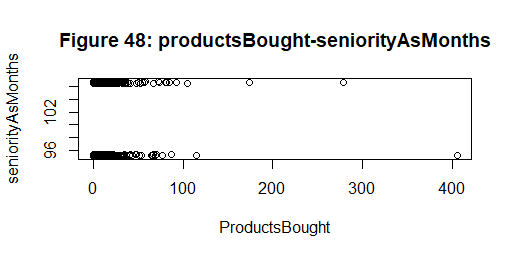 Figure 48: productsBought-seniorityAsMonths
seniorityAsMonths
102
96
0 100 200 300 400
ProductsBought